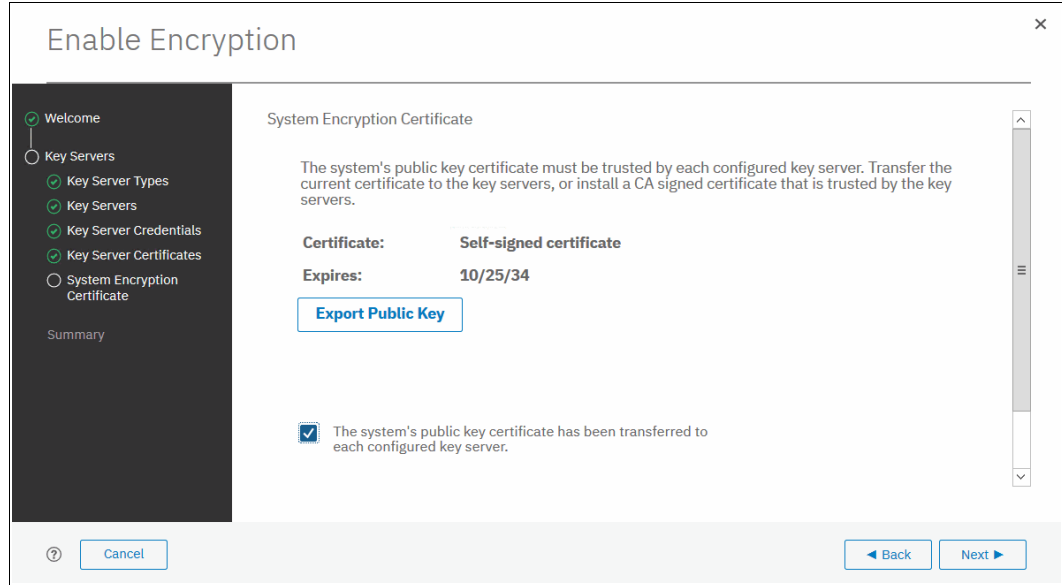 Enable Encryption
Welcome
Key Servers
Key Server Types
Key Servers
Key Server Credentials
Key Server Certificates
System Encryption
Certificate
Summary
System Encryption Certificate
The system's public key certificate must be trusted by each configured key server. Transfer the
current certificate to the key servers, or install a CA signed certificate that is trusted by the key
servers.
Certificate: Self-signed certificate
Expires: 10/25/34
Export Public Key
The system's public key certificate has been transferred to
each configured key server.
? Cancel ◀ Back Next ▶